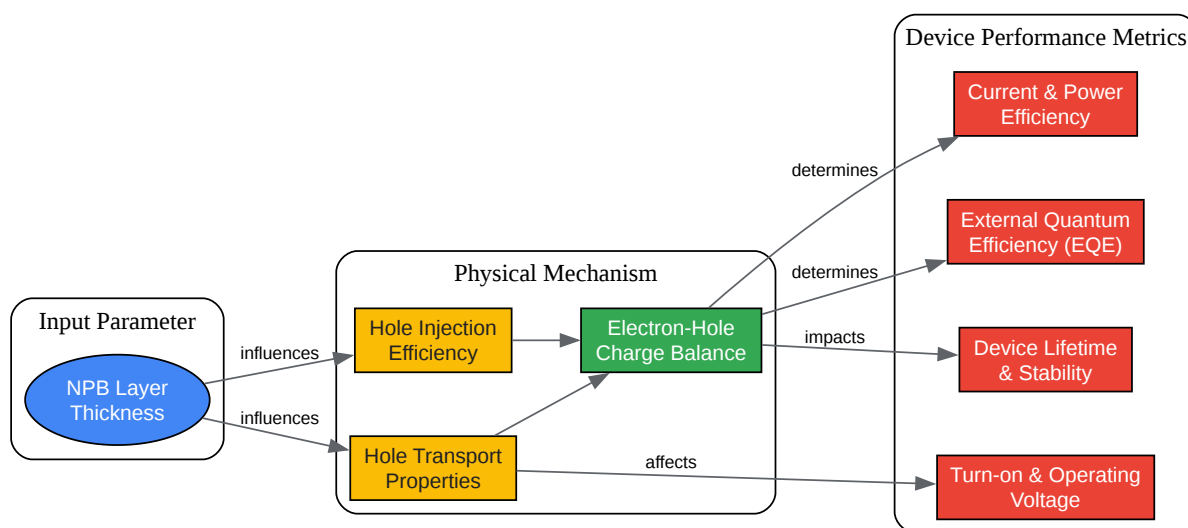 Device Performance Metrics
Current & Power
Efficiency
determines
External Quantum
Efficiency (EQE)
determines
Physical Mechanism
Input Parameter
Hole Injection
Efficiency
Electron-Hole
Charge Balance
impacts
Device Lifetime
& Stability
influences
NPB Layer
Thickness
influences
Hole Transport
Properties
affects
Turn-on & Operating
Voltage